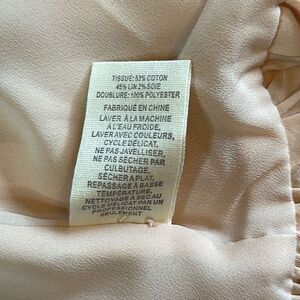 TISSUE: 53% COTON
45% LIN 2% SOIE
DOUBLURE: 100% POLYESTER
FABRIQUÉ EN CHINE
LAVER À LA MACHINE
À L'EAU FROIDE,
LAVER AVEC COULEURS,
CYCLE DÉLICAT,
NE PAS JAVELLISER,
NE PAS SÉCHER PAR
CULBUTAGE,
SÉCHER A PLAT,
REPASSAGE À BASSE
TEMPÉRATURE,
NETTOYAGE À SEC AU
CYCLE DÉLICAT PAR UN
PROFESSIONNEL
SEULEMENT